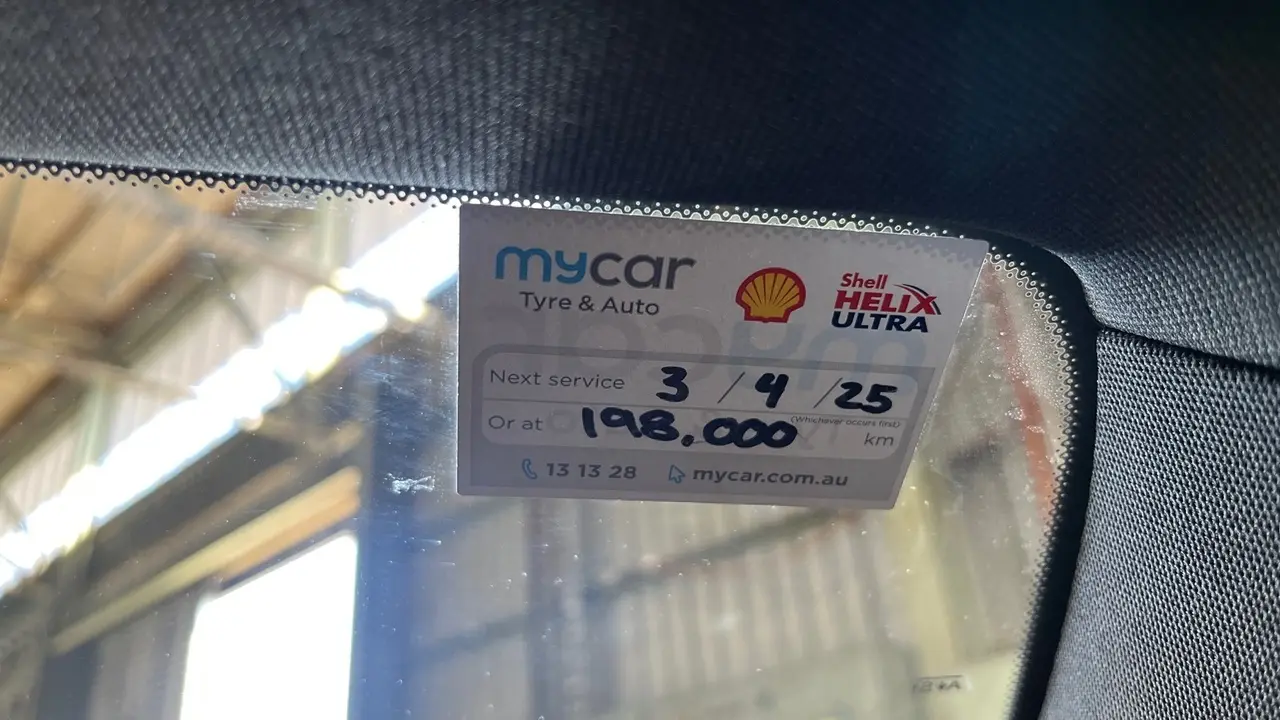 mycar
Tyre & Auto
Shell
HELIX
ULTRA
Next service 3 / 4 / 25
(Whichever occurs first)
Or at 198.000 km
13 13 28 mycar.com.au